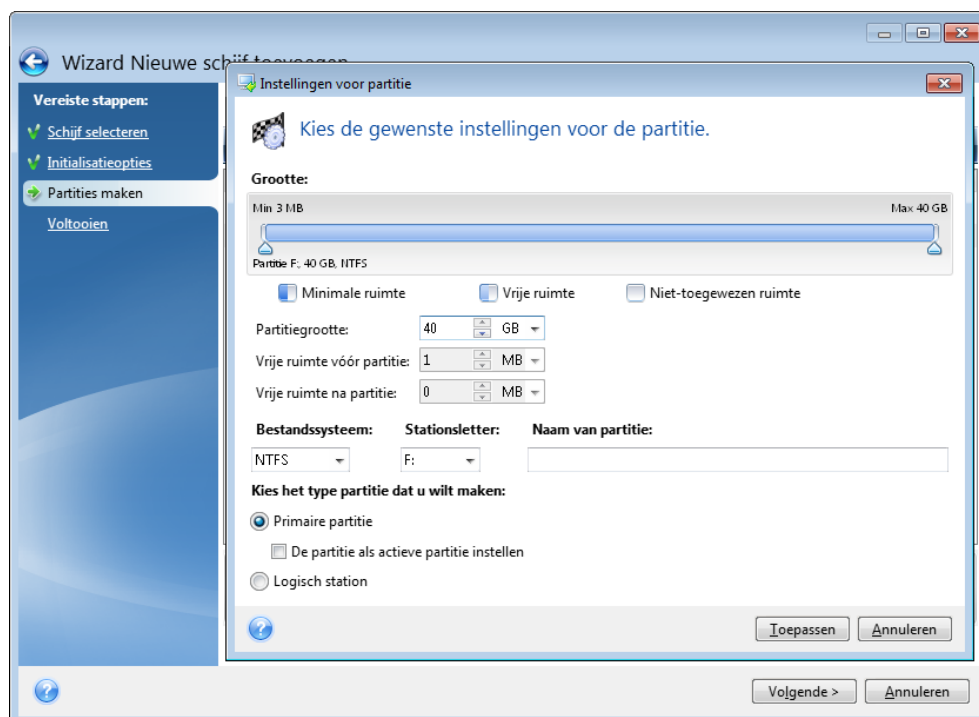 Wizard Nieuwe schijf toevoegen
Vereiste stappen:
Schijf selecteren
Initialisatieopties
Partities maken
Voltooien
Instellingen voor partitie
Kies de gewenste instellingen voor de partitie.
Grootte:
Min 3 MB Max 40 GB
Partitie F:, 40 GB, NTFS
Minimale ruimte Vrije ruimte Niet-toegewezen ruimte
Partitiegrootte: 40 GB
Vrije ruimte vóór partitie: 1 MB
Vrije ruimte na partitie: 0 MB
Bestandssysteem: Stationsletter: Naam van partitie:
NTFS F:
Kies het type partitie dat u wilt maken:
Primaire partitie
De partitie als actieve partitie instellen
Logisch station
Toepassen Annuleren
Volgende > Annuleren